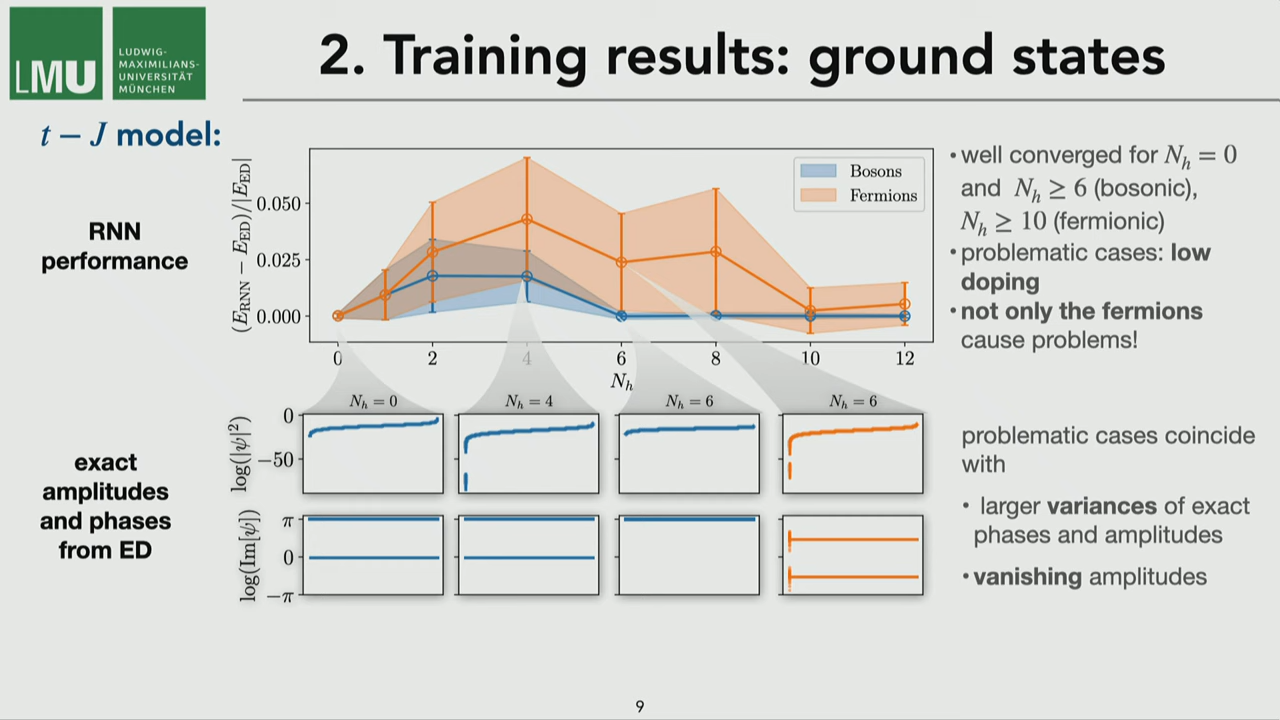 LMU
LUDWIG-
MAXIMILIANS-
UNIVERSITÄT
MÜNCHEN
2. Training results: ground states
t − J model:
RNN
performance
(E_RNN − E_ED)/|E_ED|
0.050
0.025
0.000
Bosons
Fermions
0 2 4 6 8 10 12
N_h
• well converged for N_h = 0
and N_h ≥ 6 (bosonic),
N_h ≥ 10 (fermionic)
• problematic cases: low
doping
• not only the fermions
cause problems!
exact
amplitudes
and phases
from ED
N_h = 0 N_h = 4 N_h = 6 N_h = 6
log(|ψ|²)
0
−50
log(Im[ψ])
π
0
−π
problematic cases coincide
with
• larger variances of exact
phases and amplitudes
• vanishing amplitudes
9